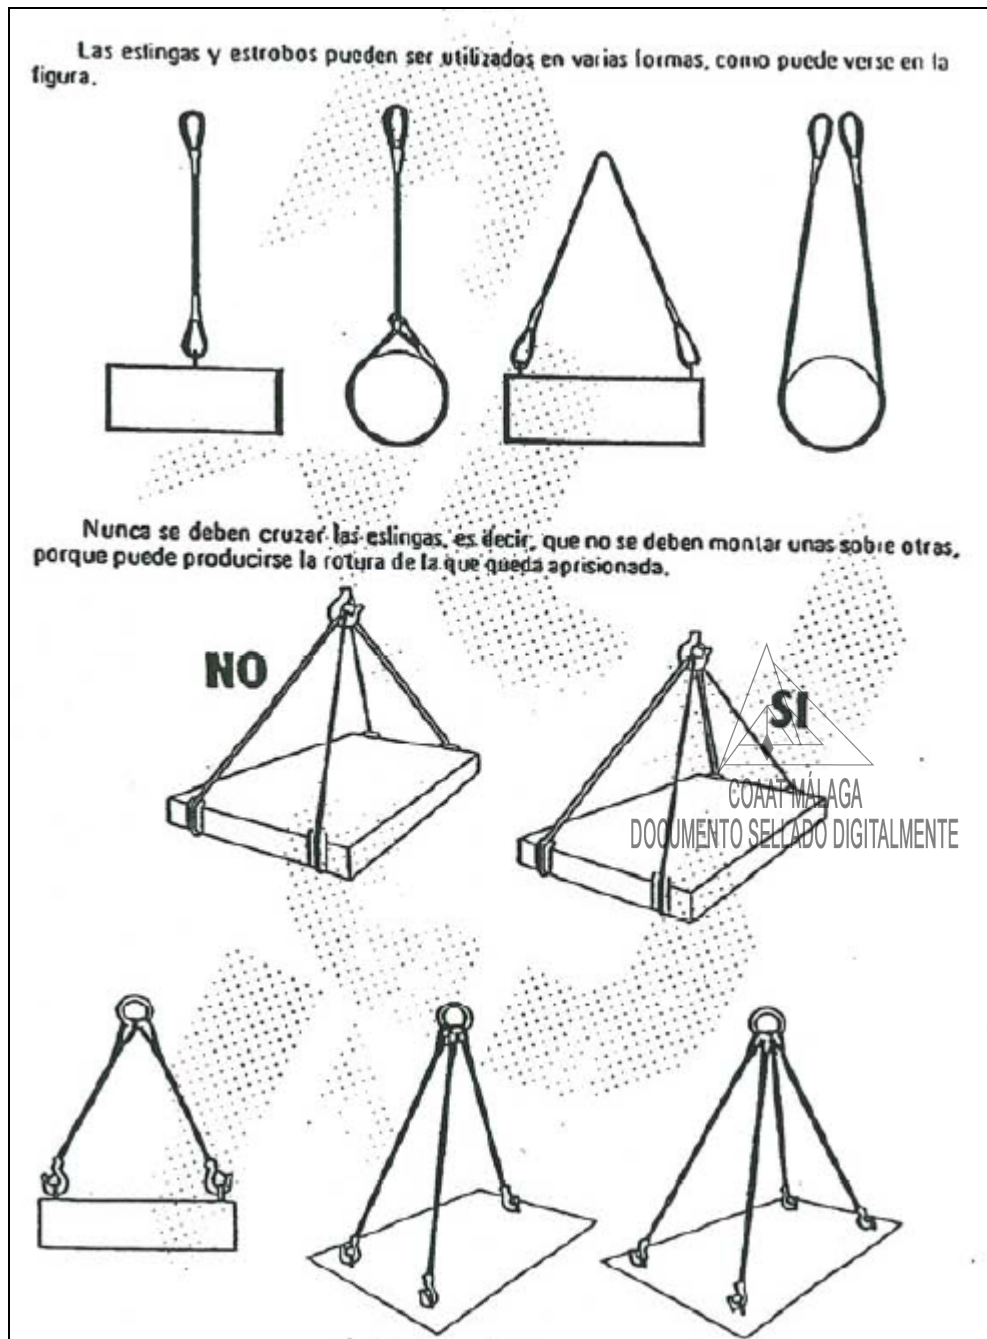 Las eslingas y estrobos pueden ser utilizados en varias formas, como puede verse en la
figura.
Nunca se deben cruzar las eslingas, es decir, que no se deben montar unas sobre otras,
porque puede producirse la rotura de la que queda aprisionada.
NO
SI
COAAT MÁLAGA
DOCUMENTO SELLADO DIGITALMENTE